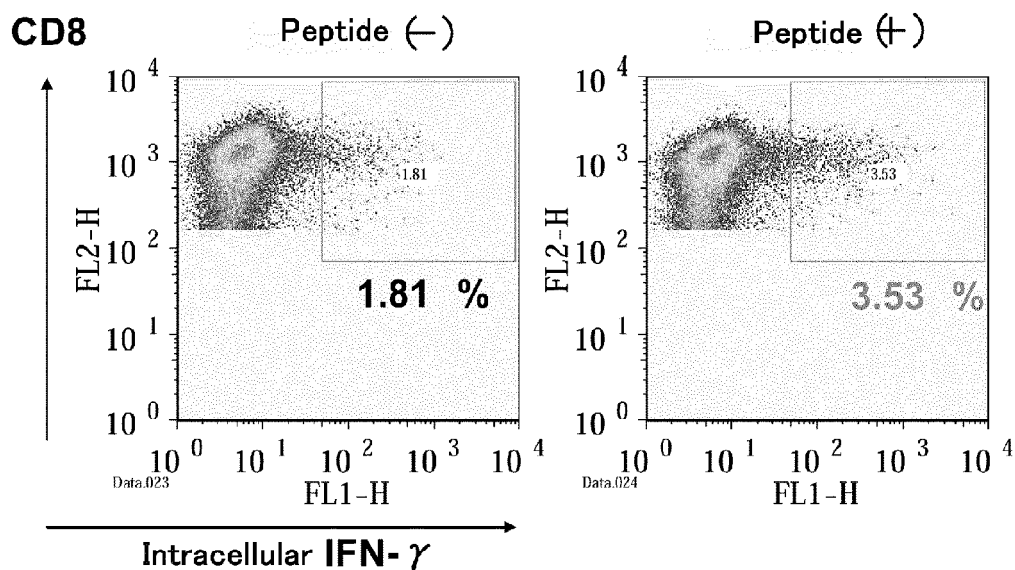 CD8
Peptide (−)
Peptide (+)
10^4
10^3
10^2
10^1
10^0
FL2-H
1.81
1.81 %
10^0 10^1 10^2 10^3 10^4
Data.023
FL1-H
10^4
10^3
10^2
10^1
10^0
FL2-H
3.53
3.53 %
10^0 10^1 10^2 10^3 10^4
Data.024
FL1-H
Intracellular IFN-γ